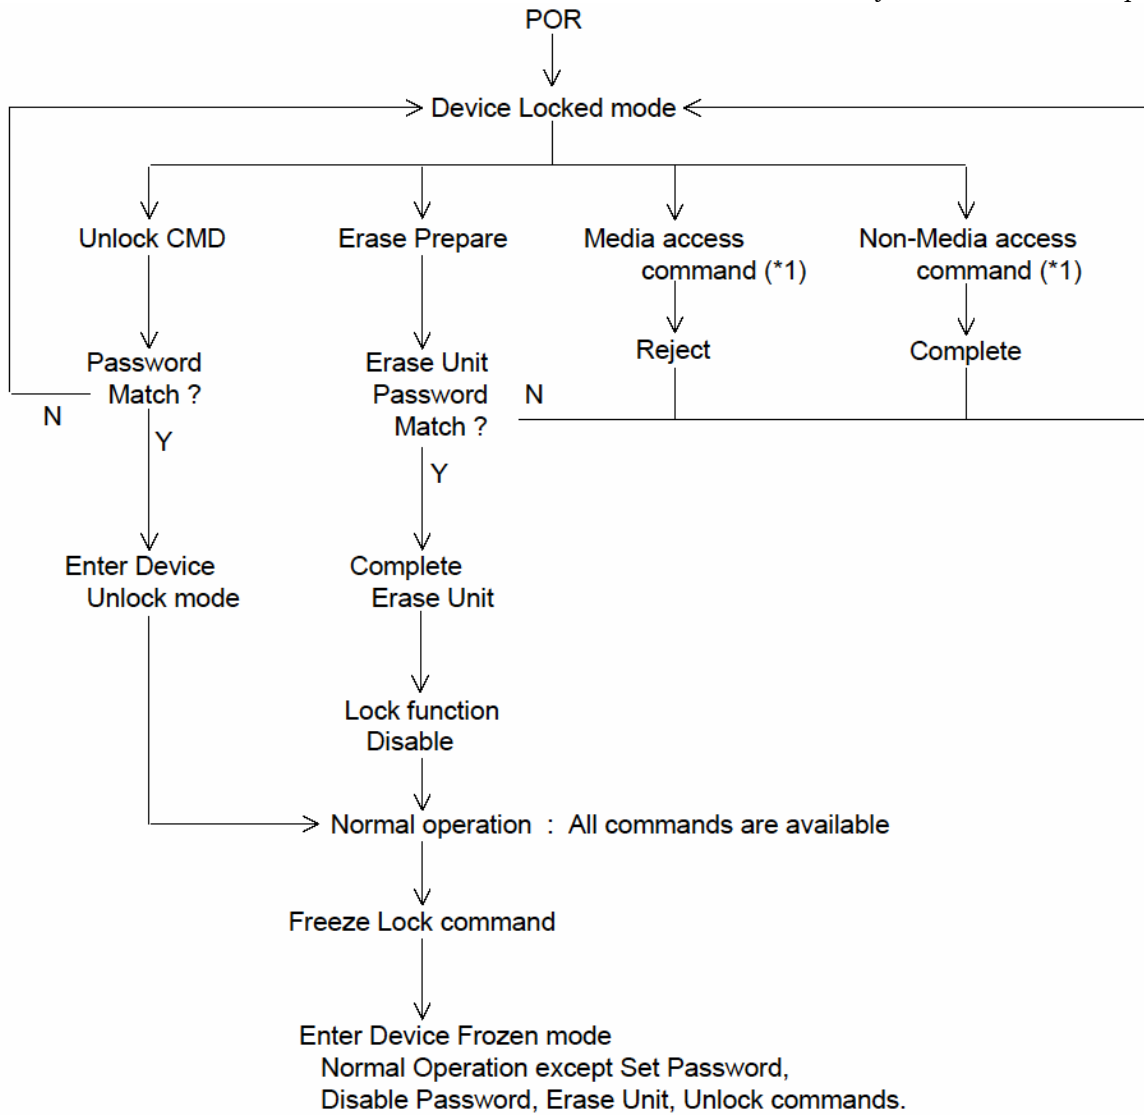 POR
Device Locked mode
Unlock CMD
Erase Prepare
Media access
command (*1)
Non-Media access
command (*1)
Password
Match ?
N
Y
Erase Unit
Password
Match ?
N
Y
Reject
Complete
Enter Device
Unlock mode
Complete
Erase Unit
Lock function
Disable
Normal operation : All commands are available
Freeze Lock command
Enter Device Frozen mode
Normal Operation except Set Password,
Disable Password, Erase Unit, Unlock commands.